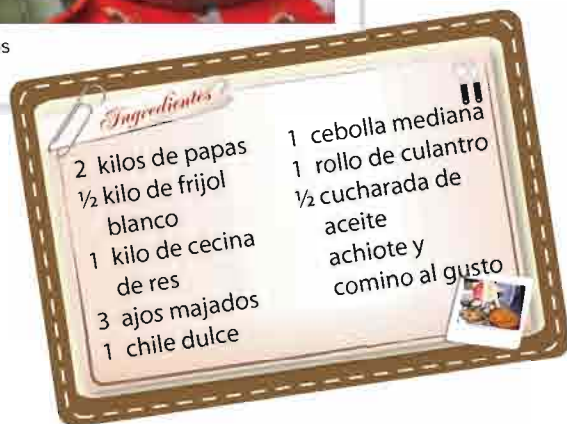 os
Ingredientes
2 kilos de papas
½ kilo de frijol
blanco
1 kilo de cecina
de res
3 ajos majados
1 chile dulce
1 cebolla mediana
1 rollo de culantro
½ cucharada de
aceite
achiote y
comino al gusto